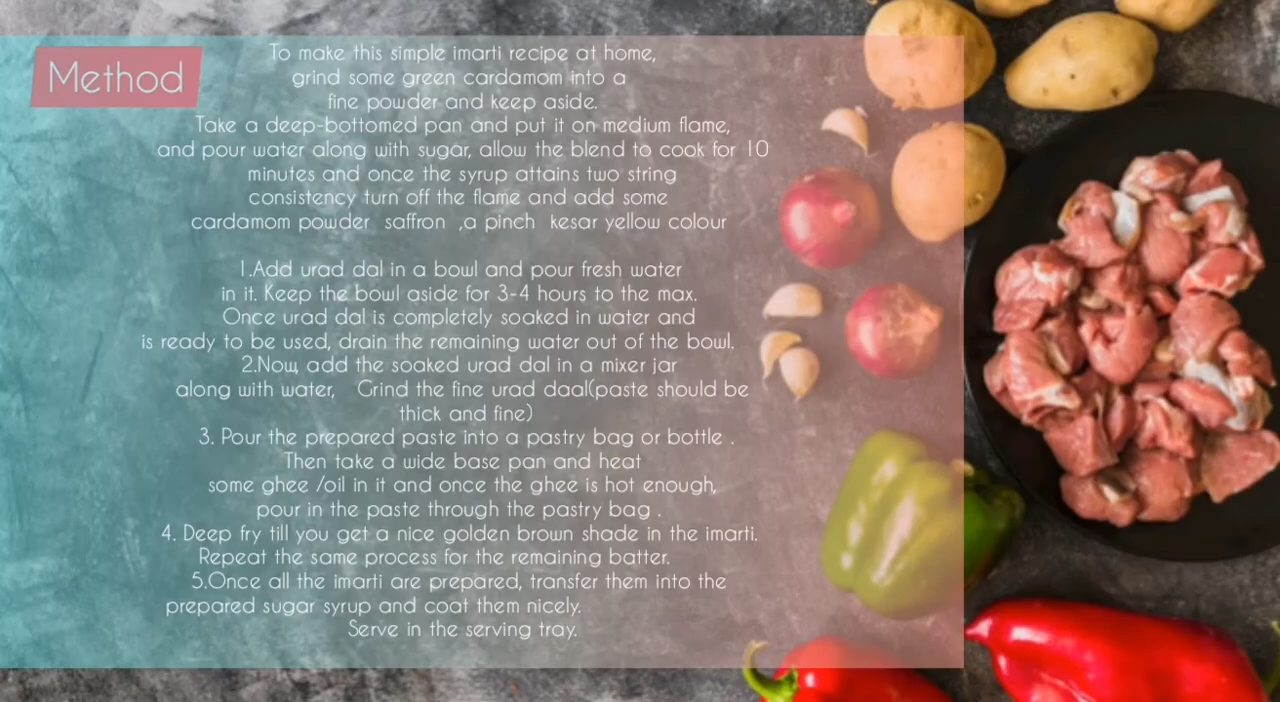 Method
To make this simple imarti recipe at home,
grind some green cardamom into a
fine powder and keep aside.
Take a deep-bottomed pan and put it on medium flame,
and pour water along with sugar, allow the blend to cook for 10
minutes and once the syrup attains two string
consistency turn off the flame and add some
cardamom powder  saffron  ,a pinch  kesar yellow colour
1.Add urad dal in a bowl and pour fresh water
in it. Keep the bowl aside for 3-4 hours to the max.
Once urad dal is completely soaked in water and
is ready to be used, drain the remaining water out of the bowl.
2.Now, add the soaked urad dal in a mixer jar
along with water,   Grind the fine urad daal(paste should be
thick and fine)
3. Pour the prepared paste into a pastry bag or bottle .
Then take a wide base pan and heat
some ghee /oil in it and once the ghee is hot enough,
pour in the paste through the pastry bag .
4. Deep fry till you get a nice golden brown shade in the imarti.
Repeat the same process for the remaining batter.
5.Once all the imarti are prepared, transfer them into the
prepared sugar syrup and coat them nicely.
Serve in the serving tray.